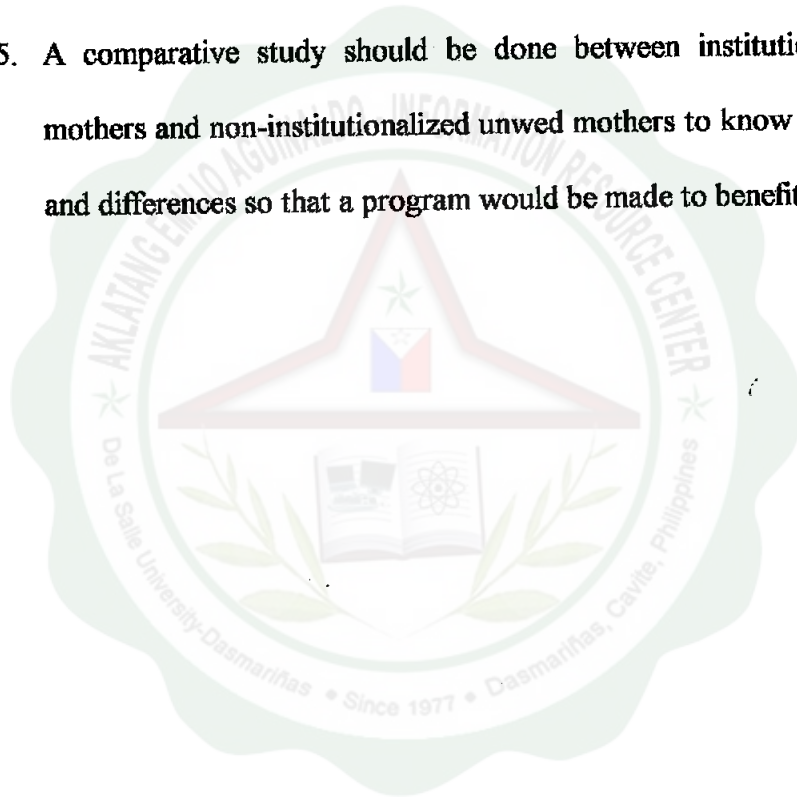 5. A comparative study should be done between
mothers and non-institutionalized unwed mothers to know
and differences so that a program would be made to benefit
AKLATANG EMILIO AGUINALDO INFORMATION RESOURCE CENTER
De La Salle University-Dasmariñas • Since 1977 • Dasmariñas, Cavite, Philippines